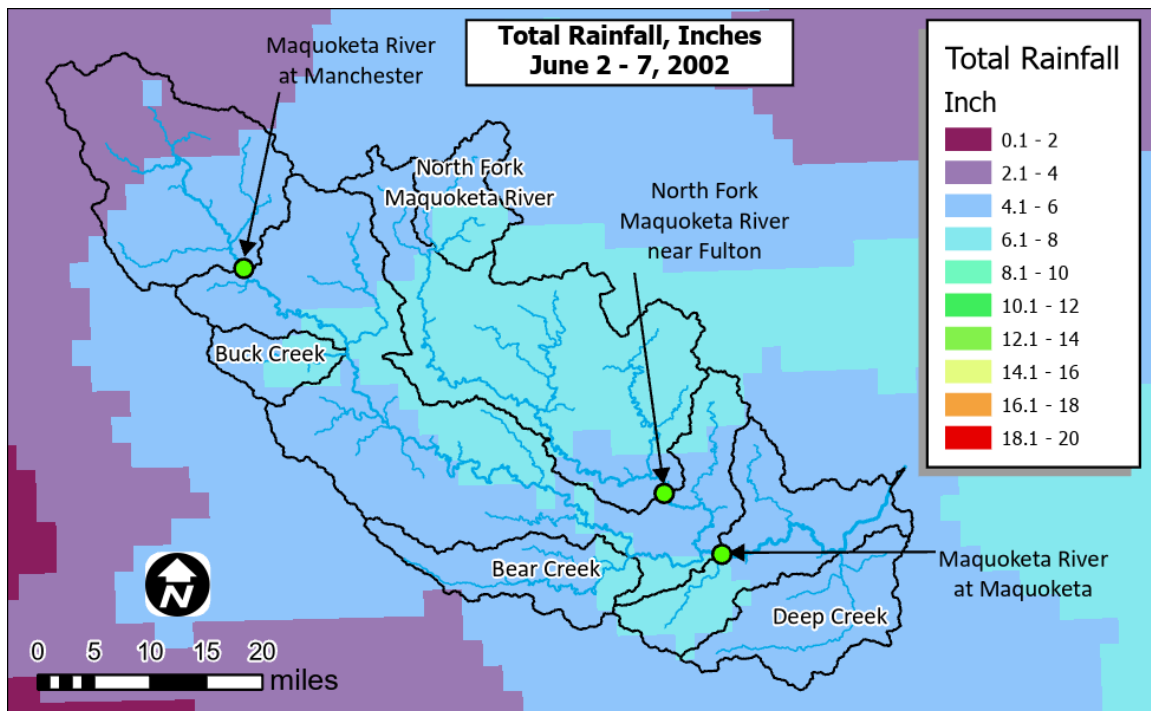 Total Rainfall, Inches
June 2 - 7, 2002
Maquoketa River
at Manchester
North Fork
Maquoketa River
North Fork
Maquoketa River
near Fulton
Buck Creek
Bear Creek
Deep Creek
Maquoketa River
at Maquoketa
Total Rainfall
Inch
0.1 - 2
2.1 - 4
4.1 - 6
6.1 - 8
8.1 - 10
10.1 - 12
12.1 - 14
14.1 - 16
16.1 - 18
18.1 - 20
N
0 5 10 15 20
miles